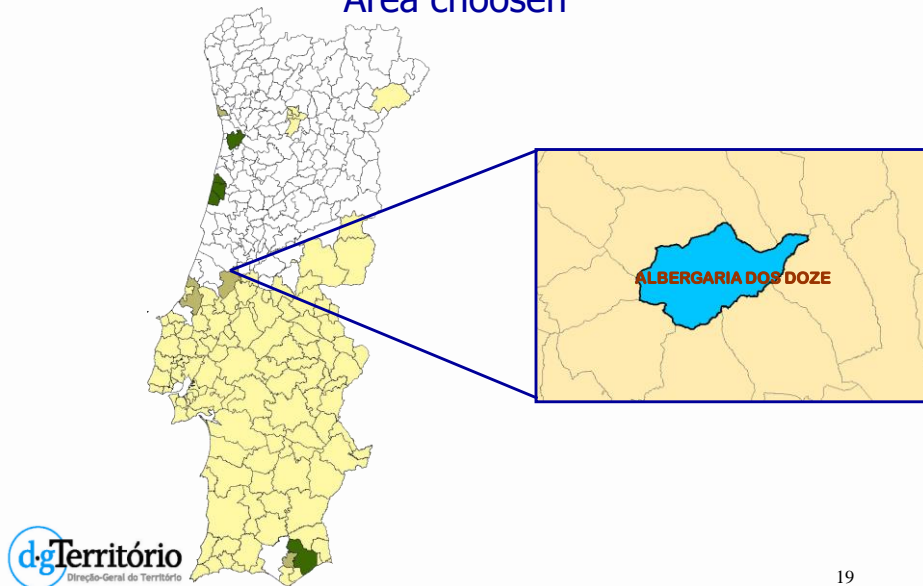 Area choosen
ALBERGARIA DOS DOZE
dgTerritório
Direção-Geral do Território
19